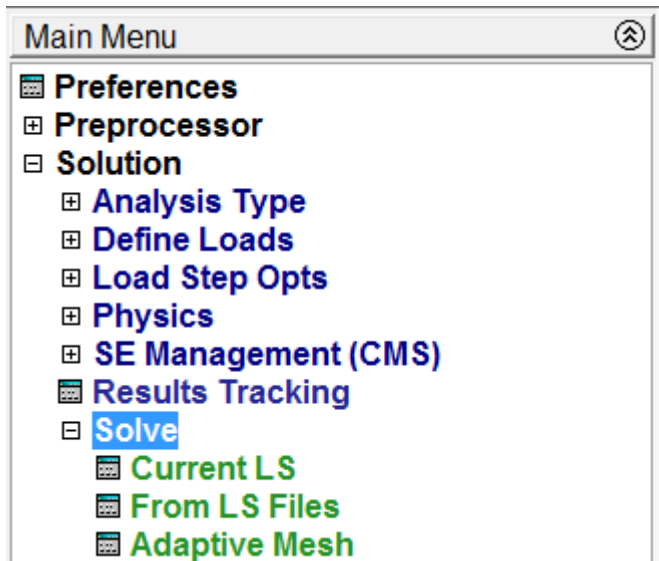 Main Menu
Preferences
Preprocessor
Solution
Analysis Type
Define Loads
Load Step Opts
Physics
SE Management (CMS)
Results Tracking
Solve
Current LS
From LS Files
Adaptive Mesh